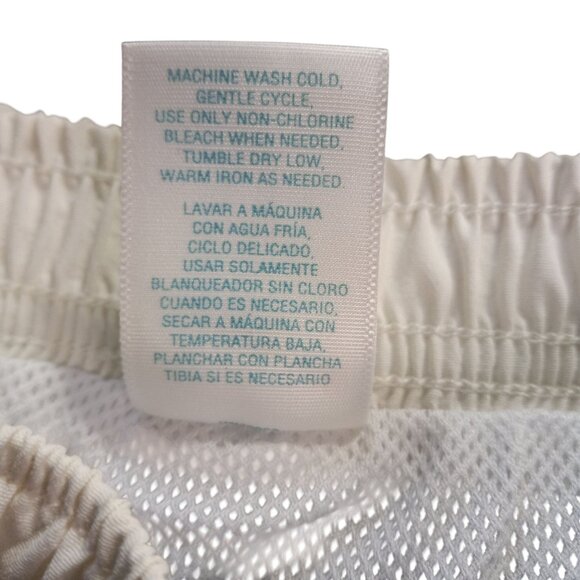 MACHINE WASH COLD,
GENTLE CYCLE,
USE ONLY NON-CHLORINE
BLEACH WHEN NEEDED,
TUMBLE DRY LOW,
WARM IRON AS NEEDED.
LAVAR A MÁQUINA
CON AGUA FRÍA,
CICLO DELICADO,
USAR SOLAMENTE
BLANQUEADOR SIN CLORO
CUANDO ES NECESARIO,
SECAR A MÁQUINA CON
TEMPERATURA BAJA,
PLANCHAR CON PLANCHA
TIBIA SI ES NECESARIO